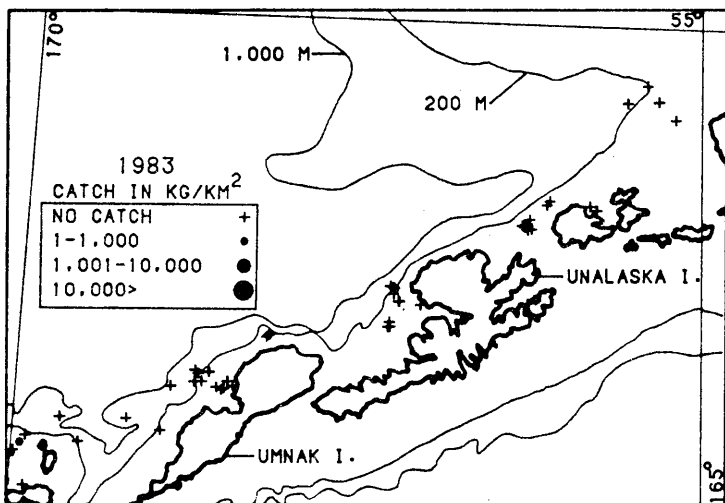 170°
55°
1.000 M
200 M
1983
CATCH IN KG/KM2
NO CATCH +
1-1.000
1.001-10.000
10.000>
UNALASKA I.
UMNAK I.
165°